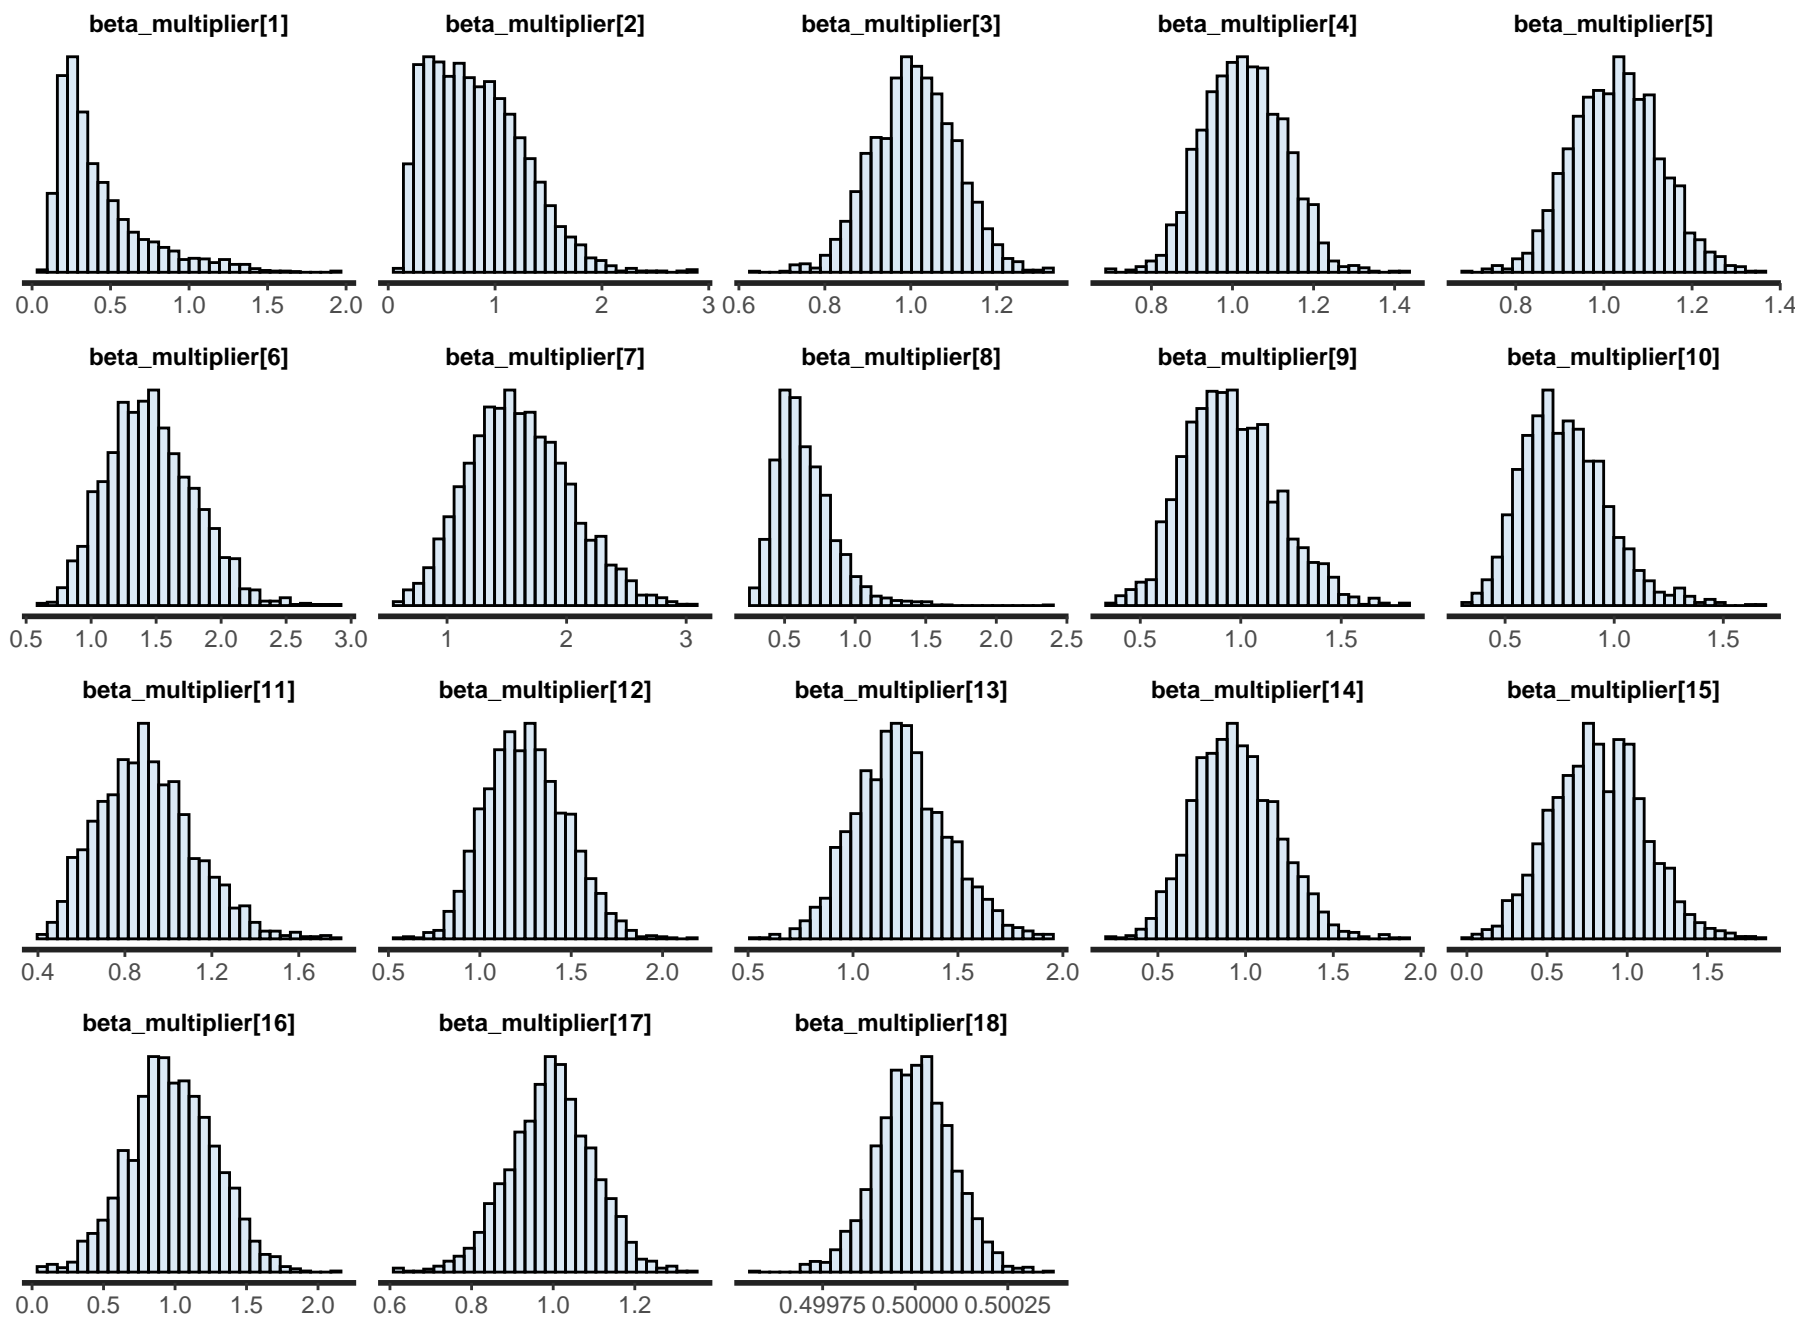 beta_multiplier[1] beta_multiplier[2] beta_multiplier[3] beta_multiplier[4] beta_multiplier[5]
0.0 0.5 1.0 1.5 2.0 0 1 2 3 0.6 0.8 1.0 1.2 0.8 1.0 1.2 1.4 0.8 1.0 1.2 1.4
beta_multiplier[6] beta_multiplier[7] beta_multiplier[8] beta_multiplier[9] beta_multiplier[10]
0.5 1.0 1.5 2.0 2.5 3.0 1 2 3 0.5 1.0 1.5 2.0 2.5 0.5 1.0 1.5 0.5 1.0 1.5
beta_multiplier[11] beta_multiplier[12] beta_multiplier[13] beta_multiplier[14] beta_multiplier[15]
0.4 0.8 1.2 1.6 0.5 1.0 1.5 2.0 0.5 1.0 1.5 2.0 0.5 1.0 1.5 2.0 0.0 0.5 1.0 1.5
beta_multiplier[16] beta_multiplier[17] beta_multiplier[18]
0.0 0.5 1.0 1.5 2.0 0.6 0.8 1.0 1.2 0.49975 0.50000 0.50025